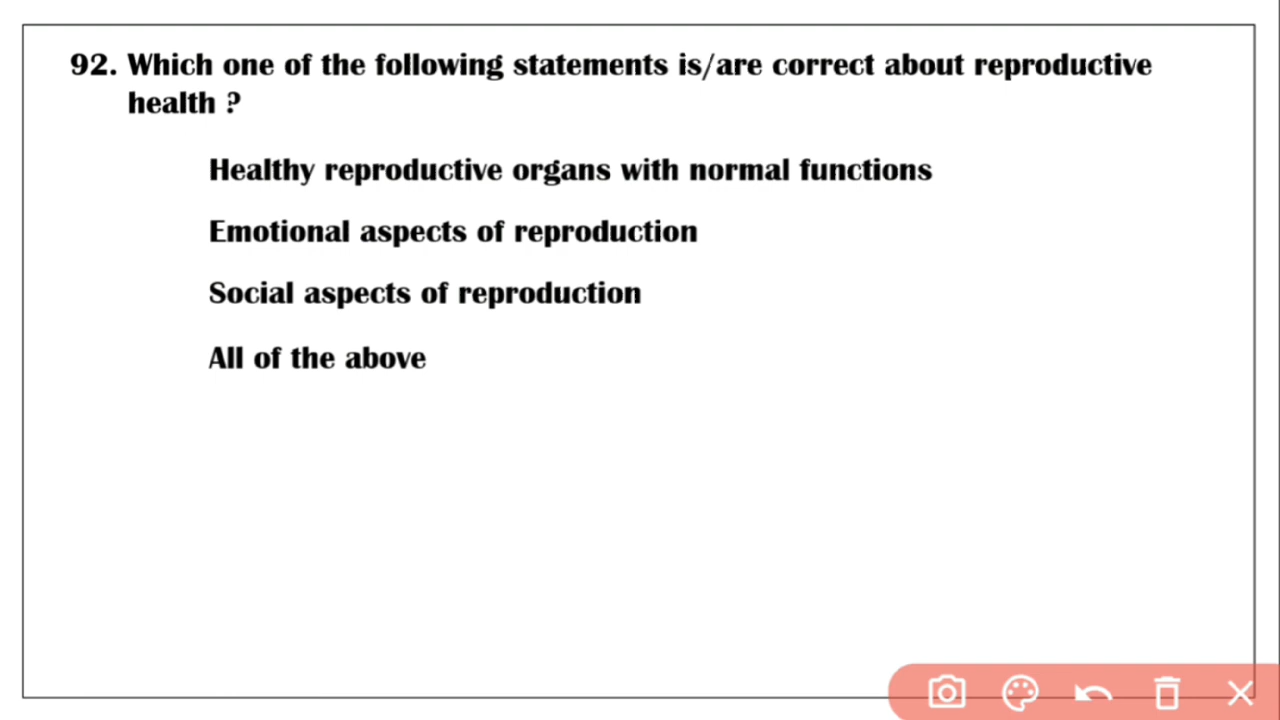 92. Which one of the following statements is/are correct about reproductive
health ?
Healthy reproductive organs with normal functions
Emotional aspects of reproduction
Social aspects of reproduction
All of the above